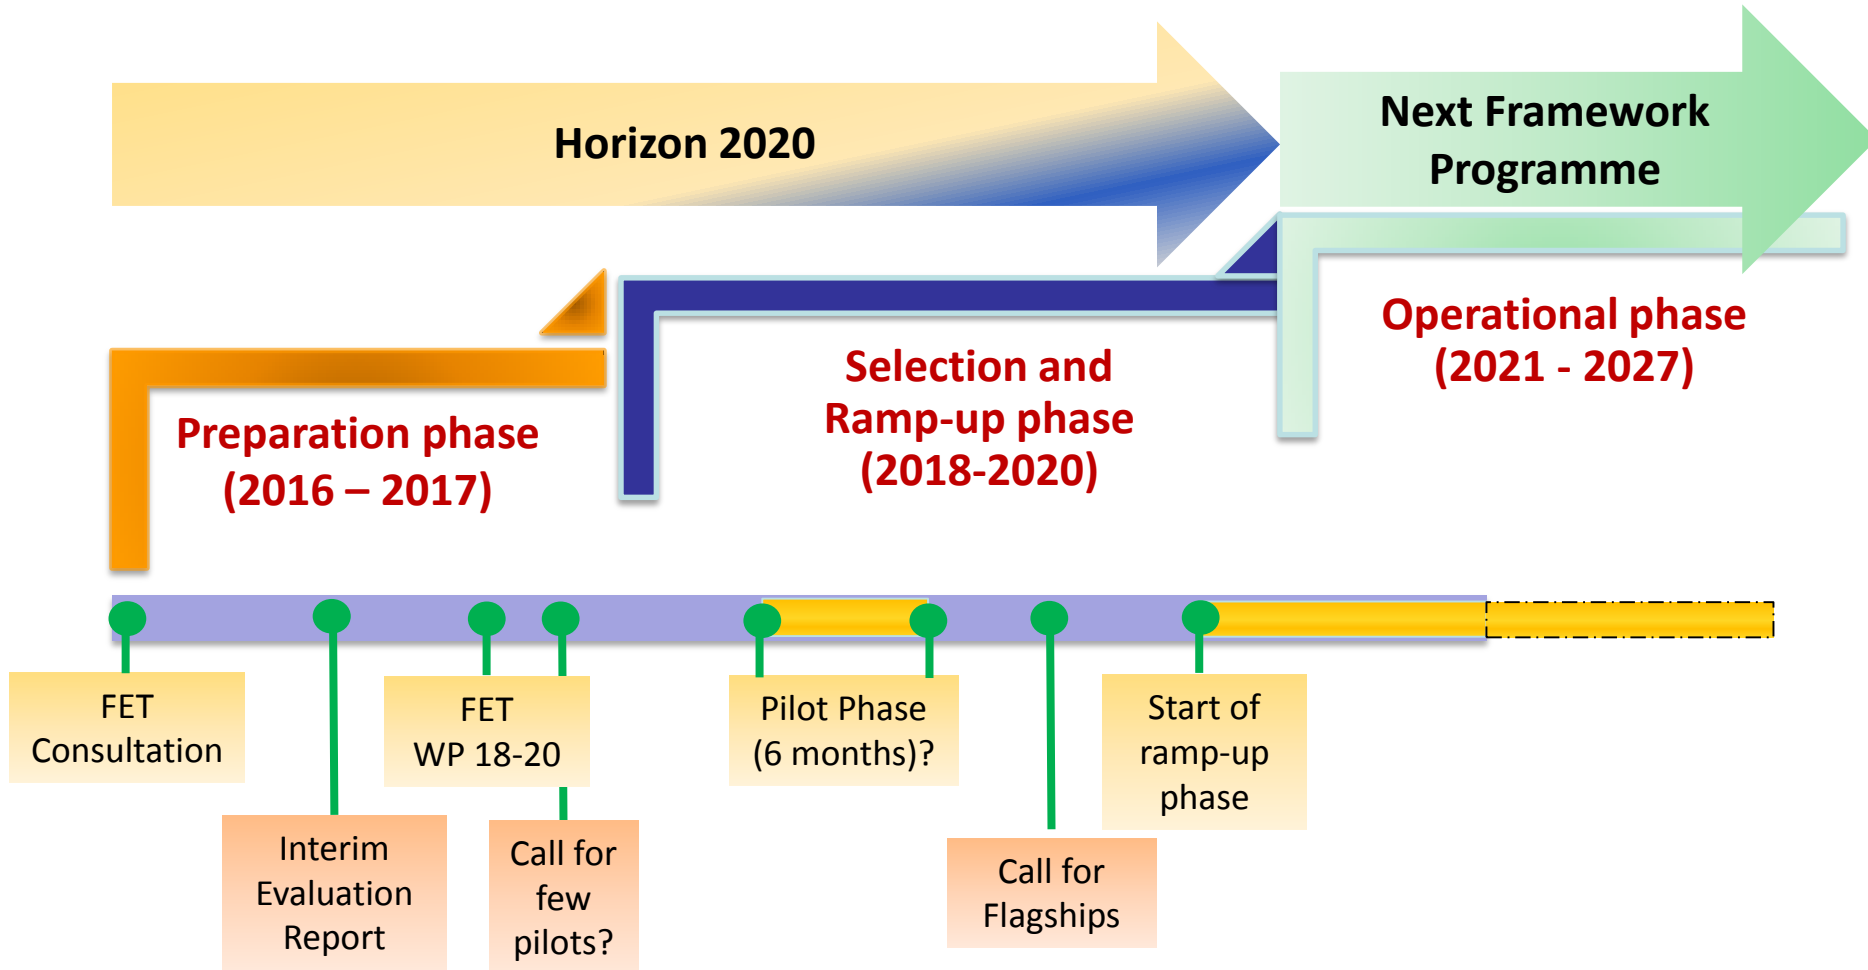 Horizon 2020
Next Framework
Programme
Preparation phase
(2016 – 2017)
Selection and
Ramp-up phase
(2018-2020)
Operational phase
(2021 - 2027)
FET
Consultation
Interim
Evaluation
Report
FET
WP 18-20
Call for
few
pilots?
Pilot Phase
(6 months)?
Call for
Flagships
Start of
ramp-up
phase